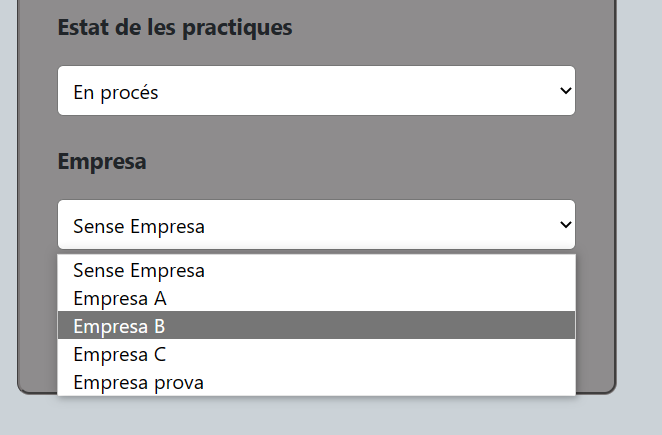 Estat de les practiques
En procés
Empresa
Sense Empresa
Sense Empresa
Empresa A
Empresa B
Empresa C
Empresa prova